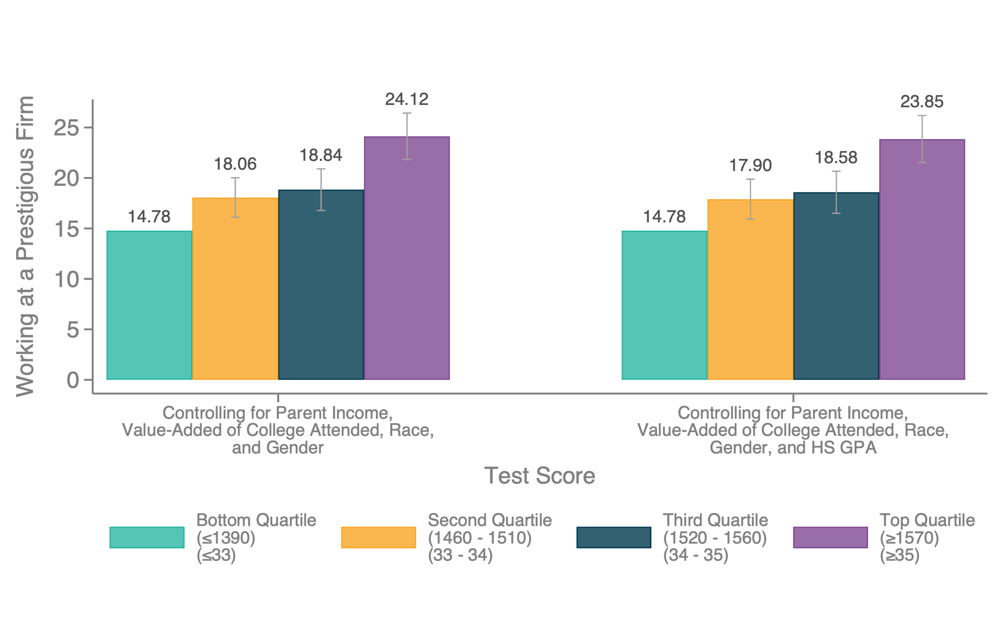 Working at a Prestigious Firm
25
20
15
10
5
0
14.78
18.06
18.84
24.12
14.78
17.90
18.58
23.85
Controlling for Parent Income,
Value-Added of College Attended, Race,
and Gender
Controlling for Parent Income,
Value-Added of College Attended, Race,
Gender, and HS GPA
Test Score
Bottom Quartile
(≤1390)
(≤33)
Second Quartile
(1460 - 1510)
(33 - 34)
Third Quartile
(1520 - 1560)
(34 - 35)
Top Quartile
(≥1570)
(≥35)